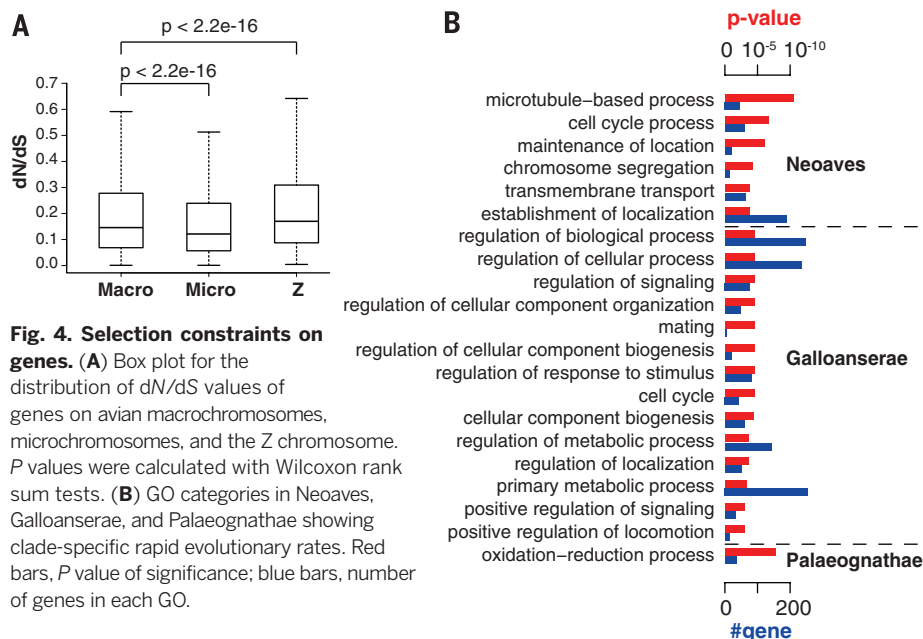 A
p < 2.2e-16
p < 2.2e-16
dN/dS
0.7
0.6
0.5
0.4
0.3
0.2
0.1
0.0
Macro
Micro
Z
Fig. 4. Selection constraints on
genes. (A) Box plot for the
distribution of dN/dS values of
genes on avian macrochromosomes,
microchromosomes, and the Z chromosome.
P values were calculated with Wilcoxon rank
sum tests. (B) GO categories in Neoaves,
Galloanserae, and Palaeognathae showing
clade-specific rapid evolutionary rates. Red
bars, P value of significance; blue bars, number
of genes in each GO.
B
p-value
0 10-5 10-10
microtubule−based process
cell cycle process
maintenance of location
chromosome segregation
transmembrane transport
establishment of localization
Neoaves
regulation of biological process
regulation of cellular process
regulation of signaling
regulation of cellular component organization
mating
regulation of cellular component biogenesis
regulation of response to stimulus
cell cycle
cellular component biogenesis
regulation of metabolic process
regulation of localization
primary metabolic process
positive regulation of signaling
positive regulation of locomotion
Galloanserae
oxidation−reduction process
Palaeognathae
0 200
#gene